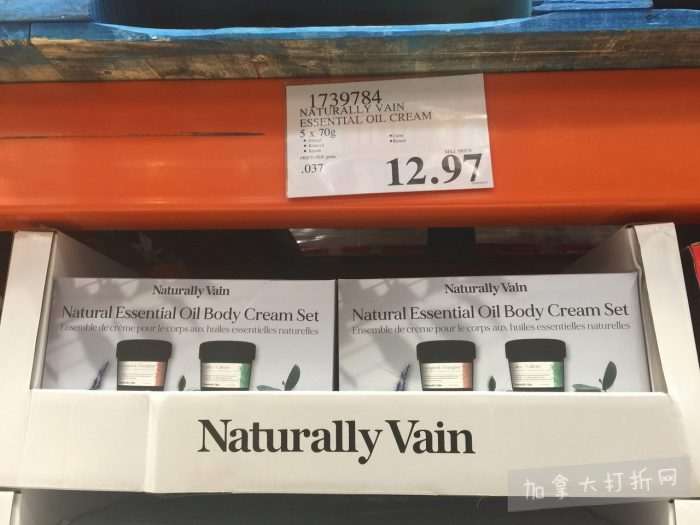 1739784
NATURALLY VAIN
ESSENTIAL OIL CREAM
5 x 70g
.037
12.97
Naturally Vain
Natural Essential Oil Body Cream Set
Ensemble de crème pour le corps aux huiles essentielles naturelles
Naturally Vain
Natural Essential Oil Body Cream Set
Ensemble de crème pour le corps aux huiles essentielles naturelles
Naturally Vain
加拿大打折网